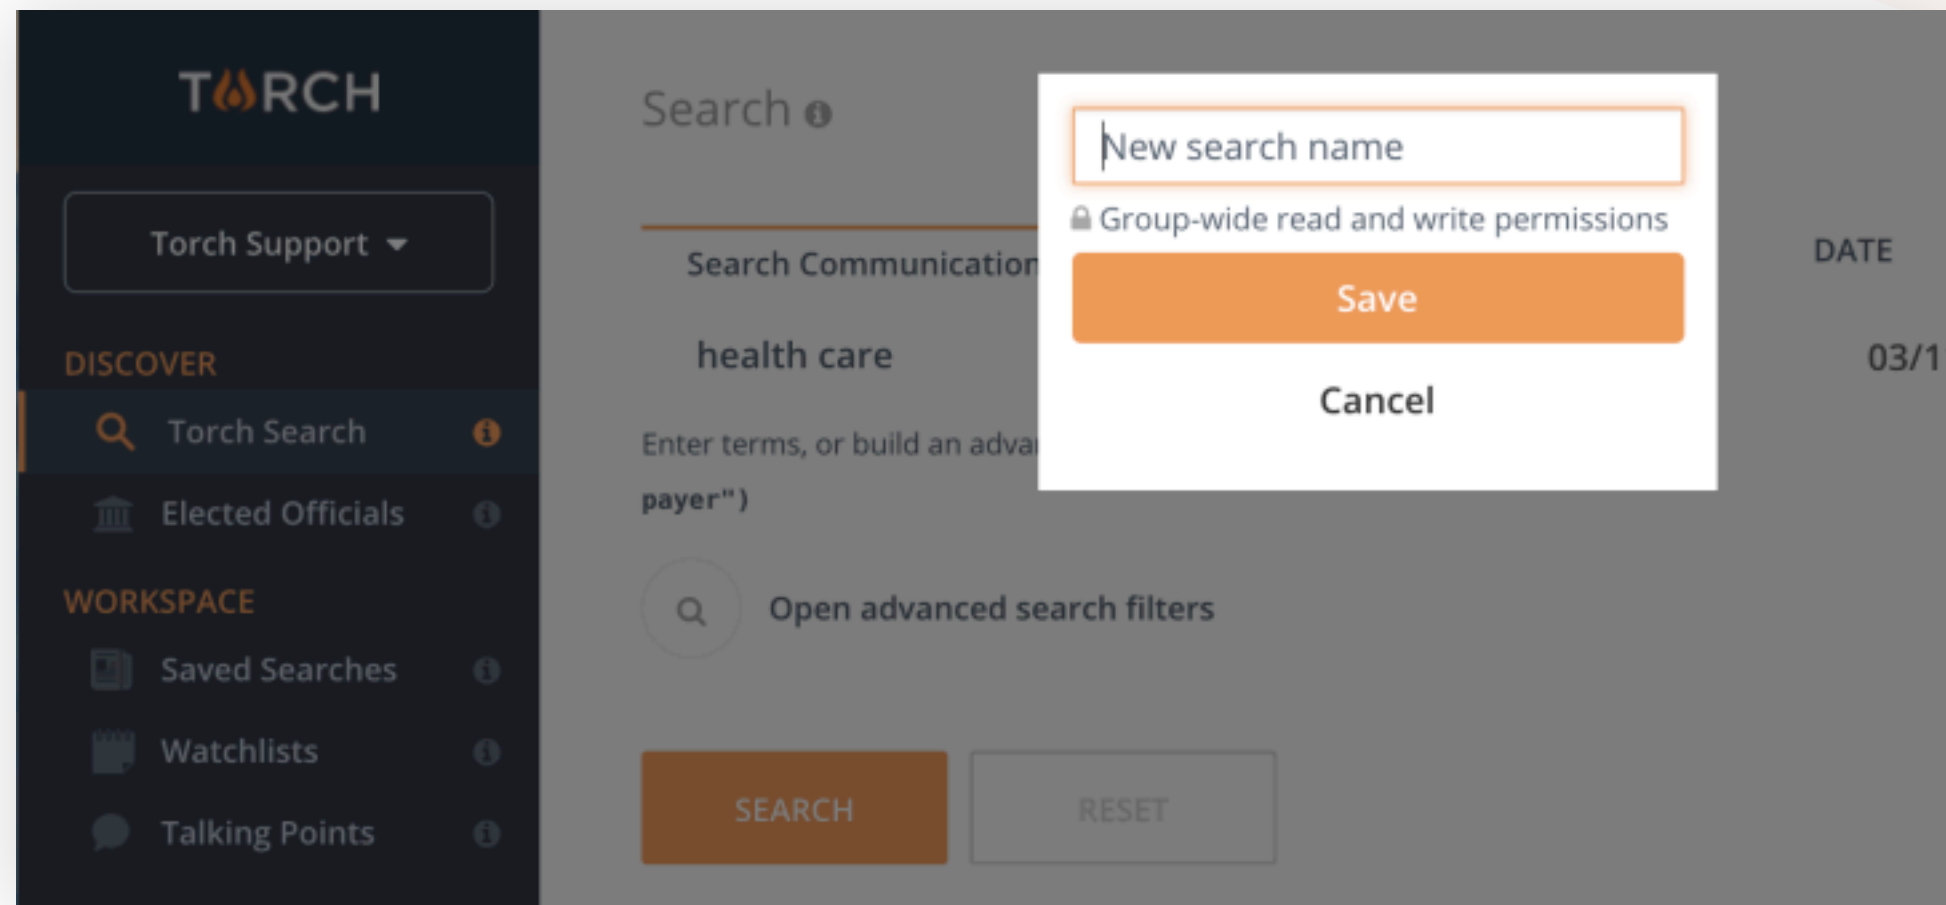 TORCH
Torch Support
DISCOVER
Torch Search
Elected Officials
WORKSPACE
Saved Searches
Watchlists
Talking Points
Search
Search Communication
health care
Enter terms, or build an adva
payer")
Open advanced search filters
SEARCH
RESET
New search name
Group-wide read and write permissions
Save
Cancel
DATE
03/1